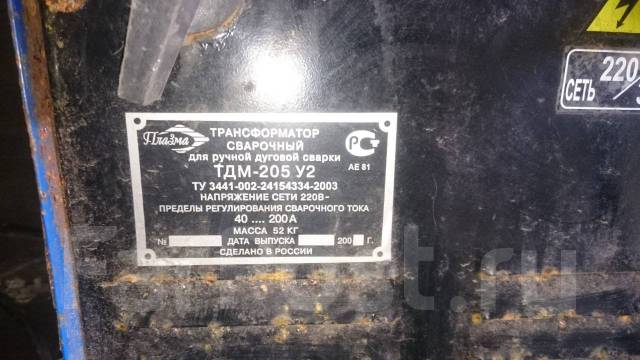 СЕТЬ 220/
Плазма
ТРАНСФОРМАТОР
СВАРОЧНЫЙ
для ручной дуговой сварки
ТДМ-205 У2
РС
АЕ 81
ТУ 3441-002-24154334-2003
НАПРЯЖЕНИЕ СЕТИ 220В~
ПРЕДЕЛЫ РЕГУЛИРОВАНИЯ СВАРОЧНОГО ТОКА
40 .... 200А
МАССА 52 КГ
№ ДАТА ВЫПУСКА 200 Г.
СДЕЛАНО В РОССИИ